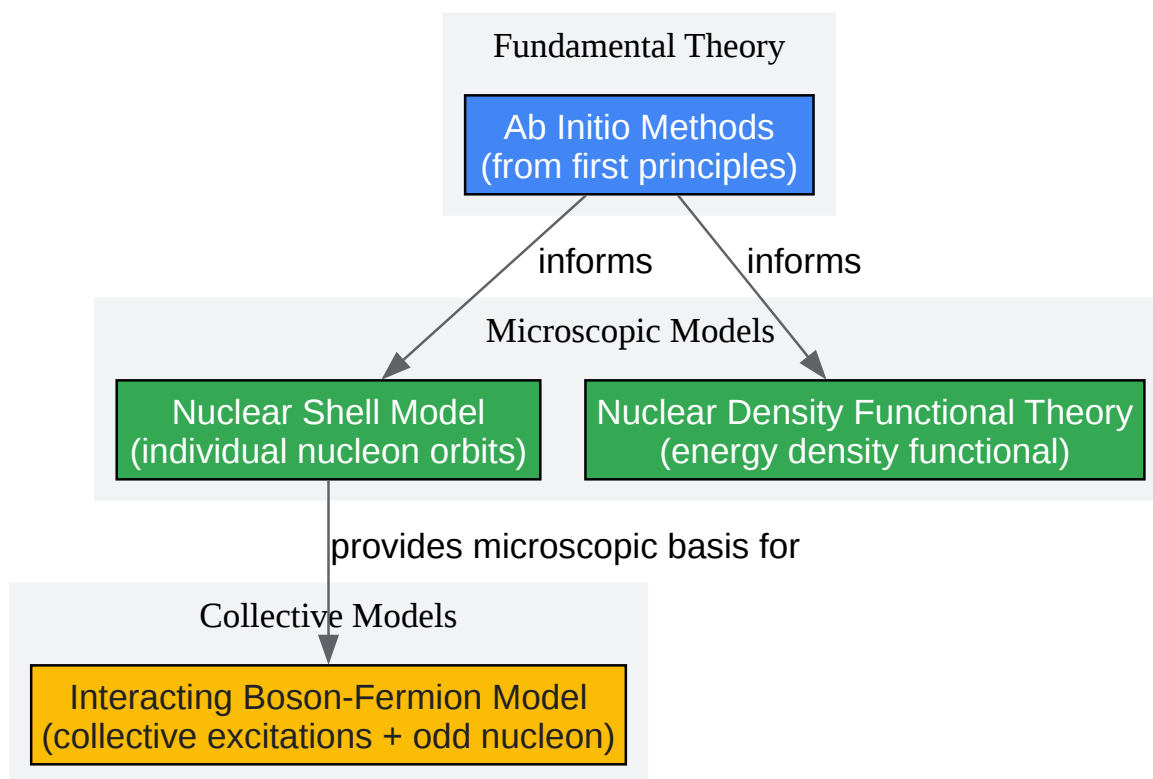 Fundamental Theory
Ab Initio Methods
(from first principles)
informs
informs
Microscopic Models
Nuclear Shell Model
(individual nucleon orbits)
Nuclear Density Functional Theory
(energy density functional)
provides microscopic basis for
Collective Models
Interacting Boson-Fermion Model
(collective excitations + odd nucleon)